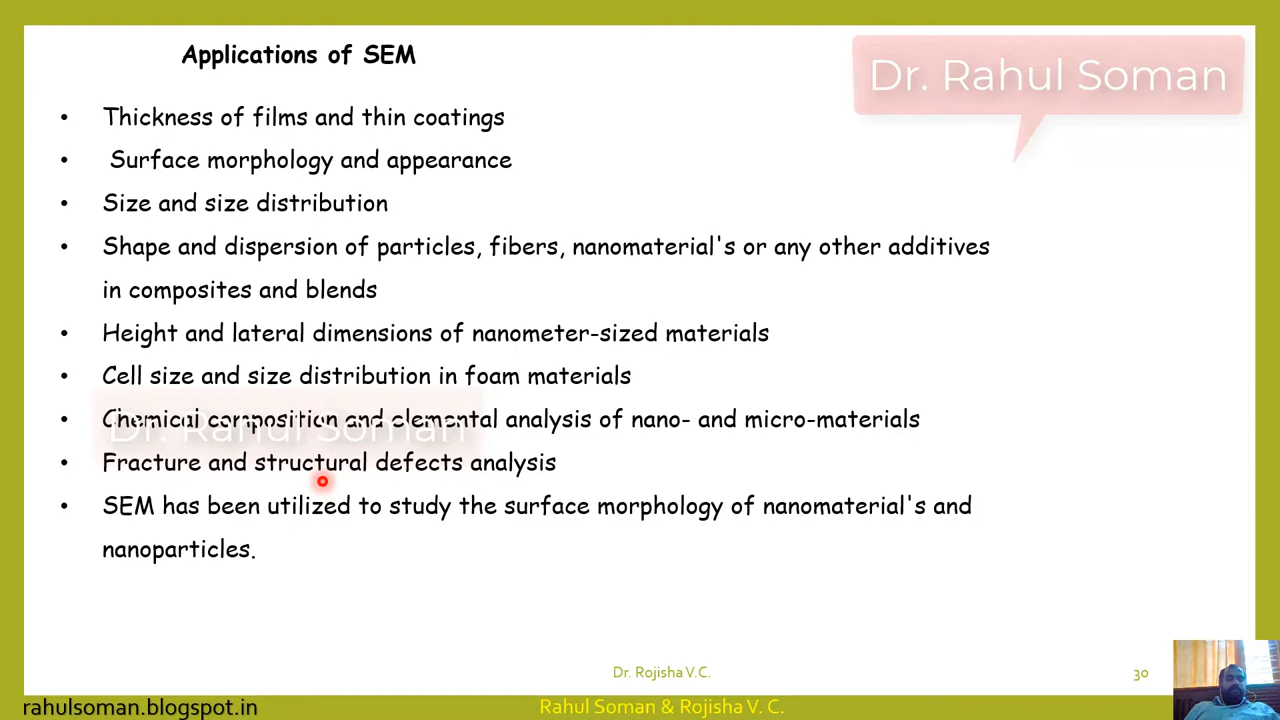 Applications of SEM
Dr. Rahul Soman
• Thickness of films and thin coatings
• Surface morphology and appearance
• Size and size distribution
• Shape and dispersion of particles, fibers, nanomaterial's or any other additives
in composites and blends
• Height and lateral dimensions of nanometer-sized materials
• Cell size and size distribution in foam materials
• Chemical composition and elemental analysis of nano- and micro-materials
Dr. Rahul Soman
• Fracture and structural defects analysis
• SEM has been utilized to study the surface morphology of nanomaterial's and
nanoparticles.
Dr. Rojisha V.C.
30
rahulsoman.blogspot.in
Rahul Soman & Rojisha V. C.